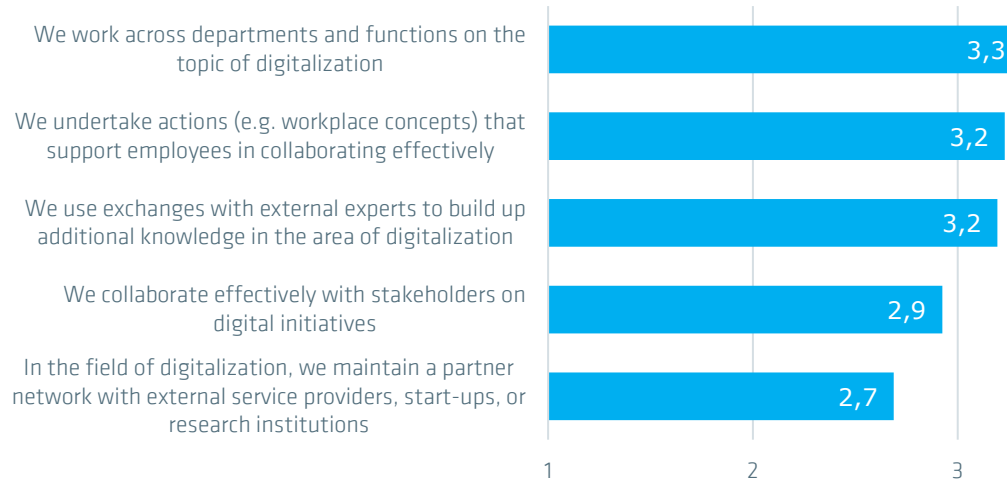 We work across departments and functions on the
topic of digitalization
3,3
We undertake actions (e.g. workplace concepts) that
support employees in collaborating effectively
3,2
We use exchanges with external experts to build up
additional knowledge in the area of digitalization
3,2
We collaborate effectively with stakeholders on
digital initiatives
2,9
In the field of digitalization, we maintain a partner
network with external service providers, start-ups, or
research institutions
2,7
1 2 3